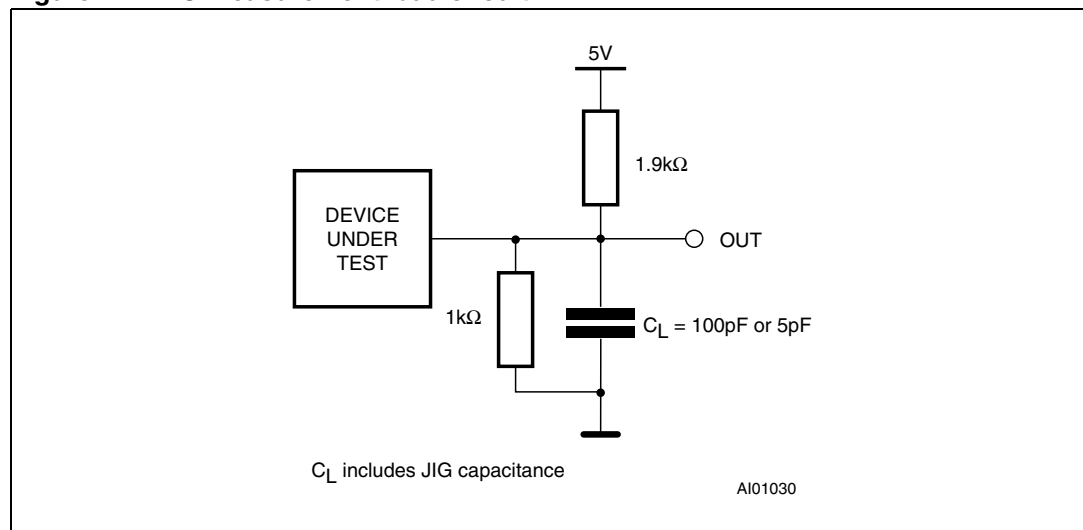 5V
1.9kΩ
DEVICE
UNDER
TEST
OUT
1kΩ
CL = 100pF or 5pF
CL includes JIG capacitance
AI01030